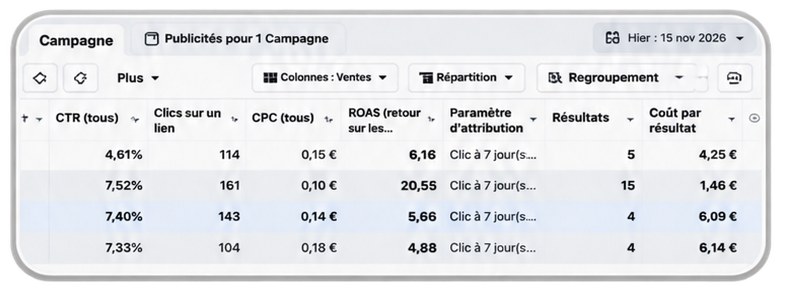 Campagne Publicités pour 1 Campagne Hier : 15 nov 2026
Plus Colonnes : Ventes Répartition Regroupement
CTR (tous) Clics sur un lien CPC (tous) ROAS (retour sur les... Paramètre d'attribution Résultats Coût par résultat
4,61% 114 0,15 € 6,16 Clic à 7 jour(s.... 5 4,25 €
7,52% 161 0,10 € 20,55 Clic à 7 jour(s... 15 1,46 €
7,40% 143 0,14 € 5,66 Clic à 7 jour(s.... 4 6,09 €
7,33% 104 0,18 € 4,88 Clic à 7 jour(s... 4 6,14 €